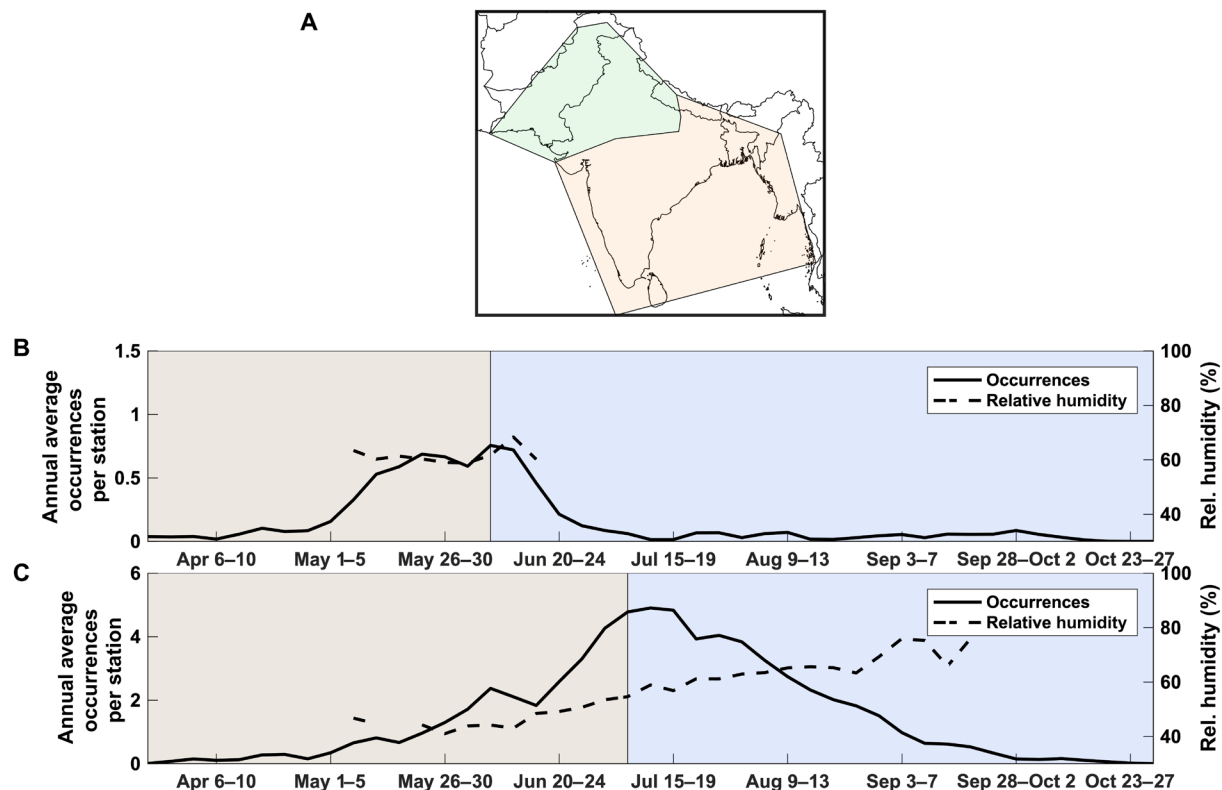 A
B
Annual average
occurrences
per station
1.5
1
0.5
0
Occurrences
Relative humidity
100
80
60
40
Rel. humidity (%)
Apr 6–10 May 1–5 May 26–30 Jun 20–24 Jul 15–19 Aug 9–13 Sep 3–7 Sep 28–Oct 2 Oct 23–27
C
Annual average
occurrences
per station
6
4
2
0
Occurrences
Relative humidity
100
80
60
40
Rel. humidity (%)
Apr 6–10 May 1–5 May 26–30 Jun 20–24 Jul 15–19 Aug 9–13 Sep 3–7 Sep 28–Oct 2 Oct 23–27